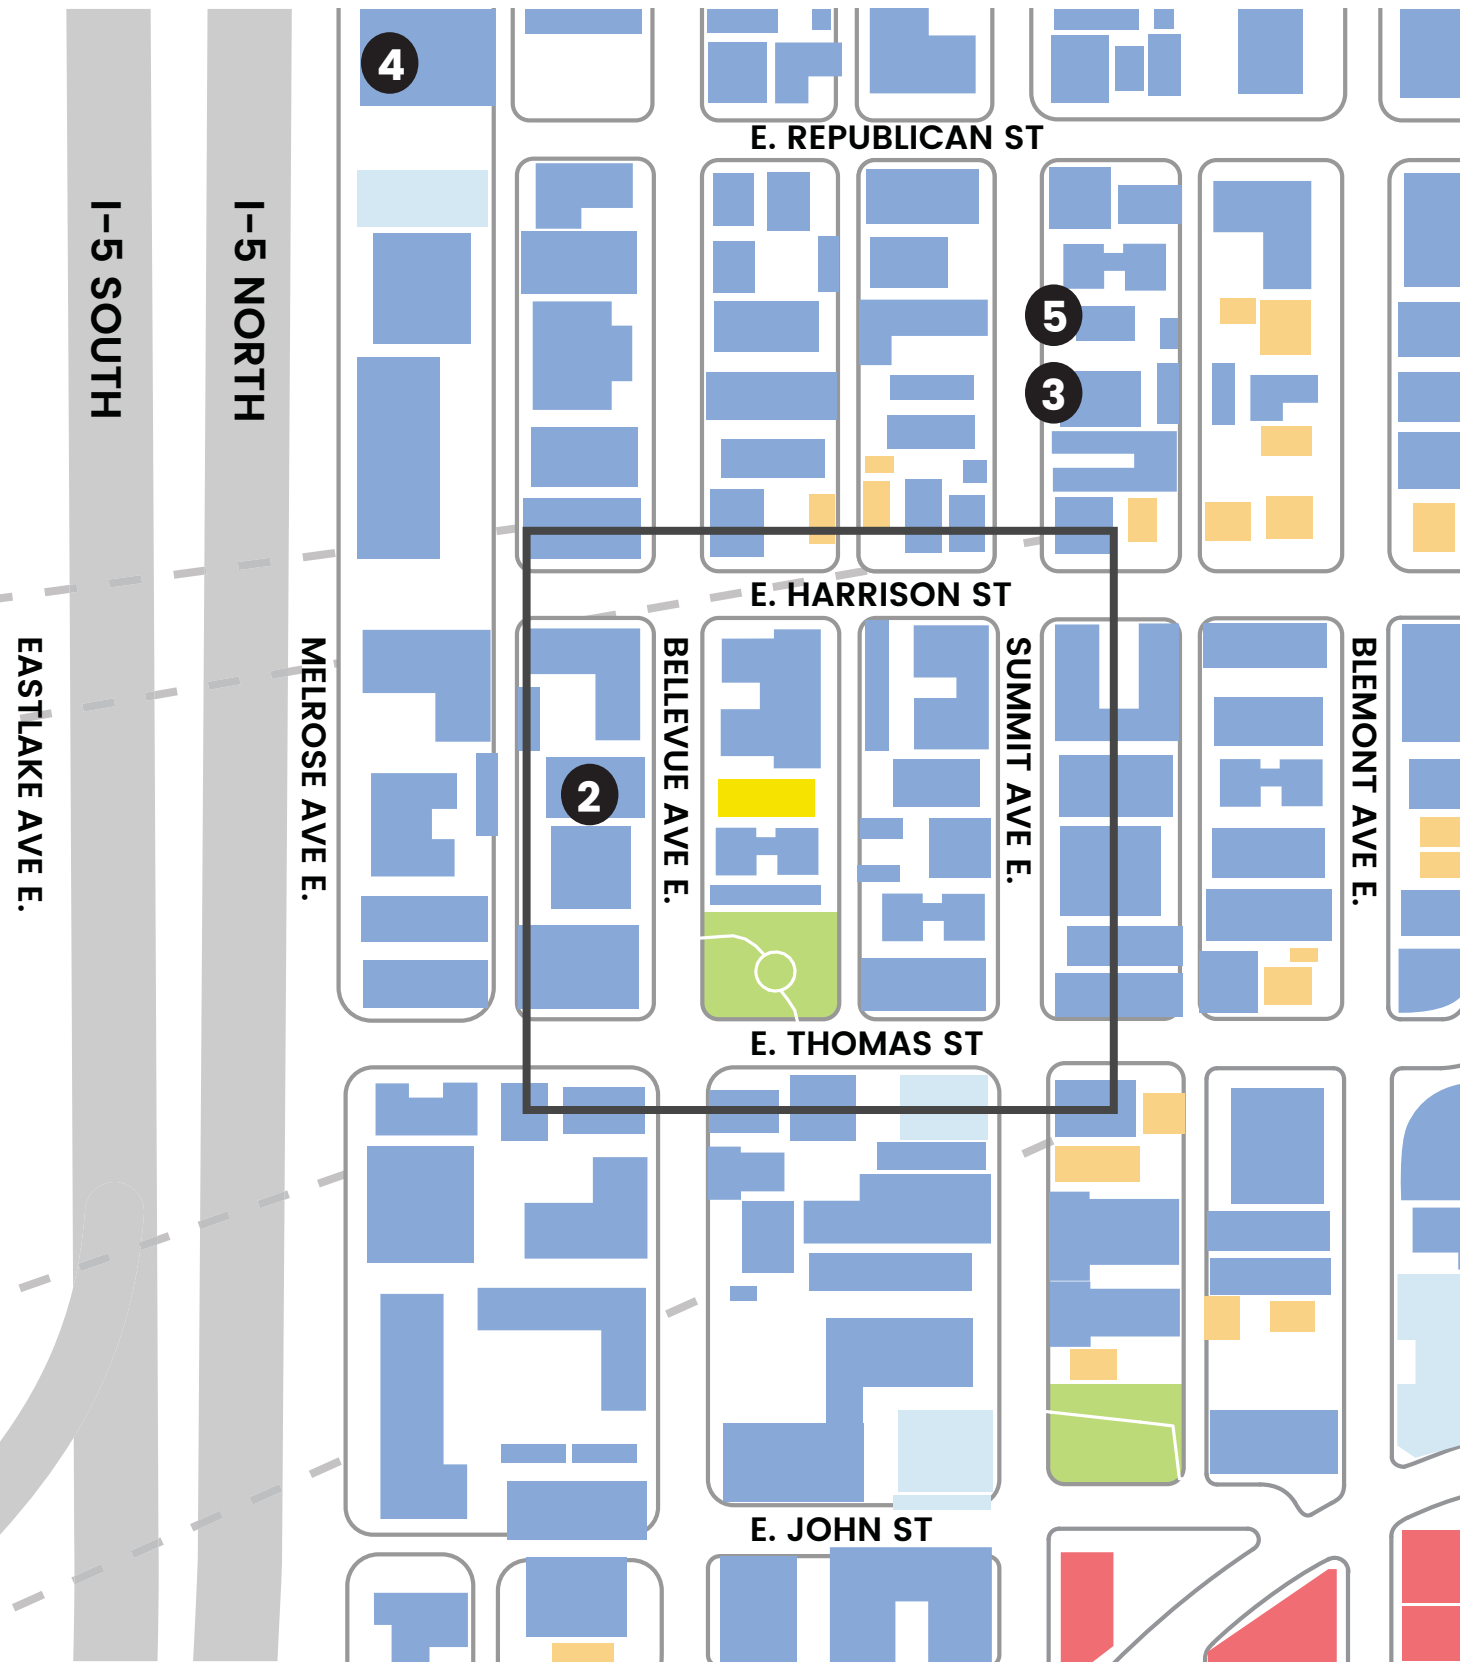 4
E. REPUBLICAN ST
I-5 SOUTH
I-5 NORTH
5
3
E. HARRISON ST
EASTLAKE AVE E.
MELROSE AVE E.
BELLEVUE AVE E.
SUMMIT AVE E.
BLEMONT AVE E.
2
E. THOMAS ST
E. JOHN ST